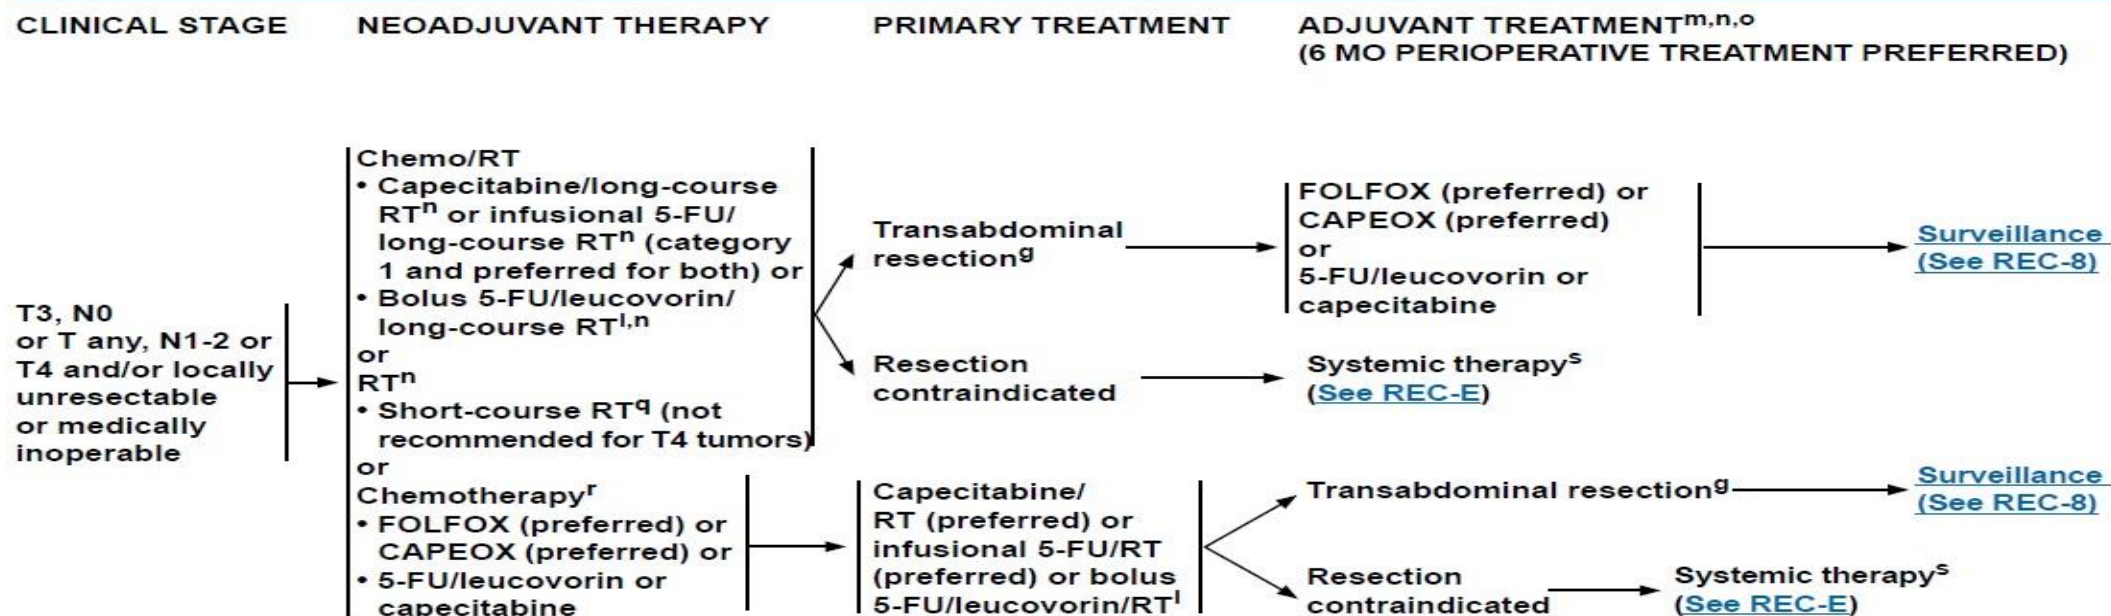 CLINICAL STAGE
NEOADJUVANT THERAPY
PRIMARY TREATMENT
ADJUVANT TREATMENTm,n,o
(6 MO PERIOPERATIVE TREATMENT PREFERRED)
T3, N0
or T any, N1-2 or
T4 and/or locally
unresectable
or medically
inoperable
Chemo/RT
• Capecitabine/long-course
RTn or infusional 5-FU/
long-course RTn (category
1 and preferred for both) or
• Bolus 5-FU/leucovorin/
long-course RTl,n
or
RTn
• Short-course RTq (not
recommended for T4 tumors)
or
Chemotherapyr
• FOLFOX (preferred) or
CAPEOX (preferred) or
• 5-FU/leucovorin or
capecitabine
Transabdominal
resectiong
Resection
contraindicated
FOLFOX (preferred) or
CAPEOX (preferred)
or
5-FU/leucovorin or
capecitabine
Surveillance
(See REC-8)
Systemic therapys
(See REC-E)
Capecitabine/
RT (preferred) or
infusional 5-FU/RT
(preferred) or bolus
5-FU/leucovorin/RTl
Transabdominal resectiong
Surveillance
(See REC-8)
Resection
contraindicated
Systemic therapys
(See REC-E)